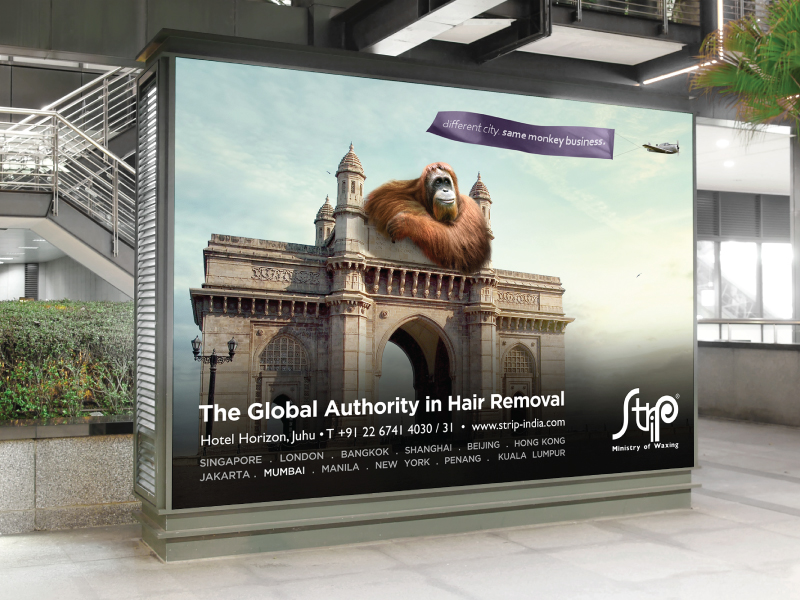 different city. same monkey business.
The Global Authority in Hair Removal
Hotel Horizon, Juhu • T +91 22 6741 4030 / 31 • www.strip-india.com
SINGAPORE . LONDON . BANGKOK . SHANGHAI . BEIJING . HONG KONG
JAKARTA . MUMBAI . MANILA . NEW YORK . PENANG . KUALA LUMPUR
Strip®
Ministry of Waxing